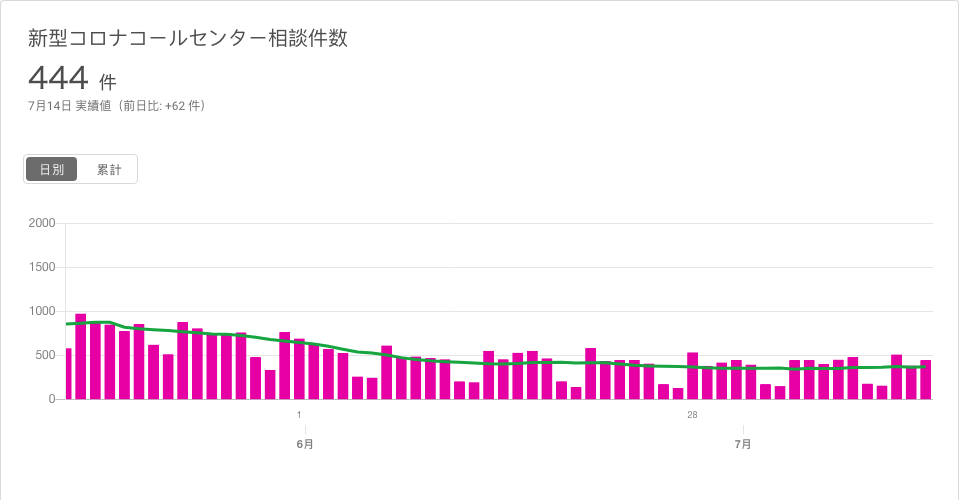 新型コロナコールセンター相談件数
444 件
7月14日 実績値（前日比: +62 件）
日別 累計
2000
1500
1000
500
0
1 28
6月 7月